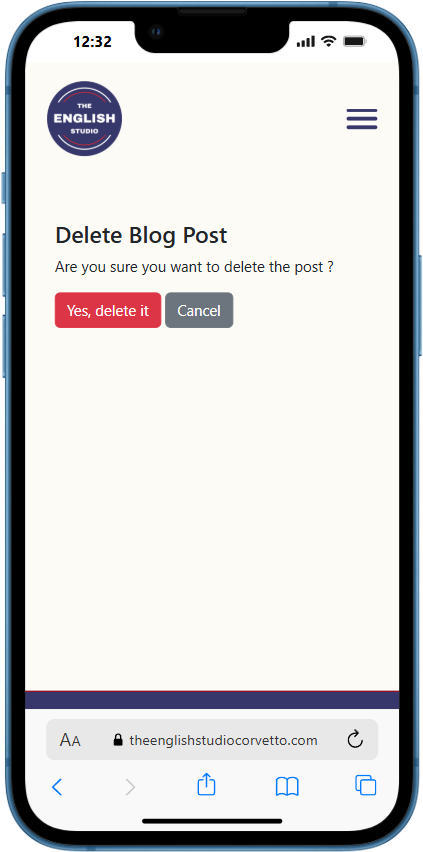 12:32
THE
ENGLISH
STUDIO
Delete Blog Post
Are you sure you want to delete the post ?
Yes, delete it Cancel
AA theenglishstudiocorvetto.com